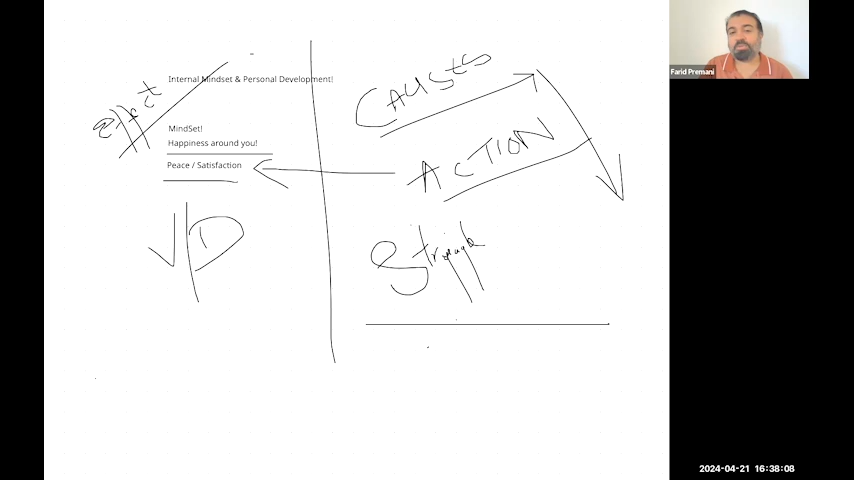 Internal Mindset & Personal Development!
Effect
MindSet!
Happiness around you!
Peace / Satisfaction
CAUSES
ACTION
Struggle
Farid Premani
2024-04-21 16:38:08